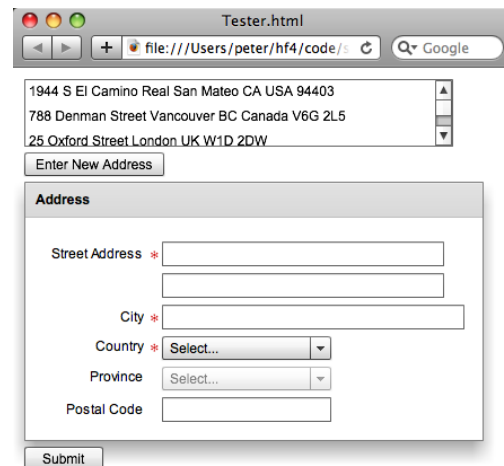 Tester.html
file:///Users/peter/hf4/code/s
Google
1944 S El Camino Real San Mateo CA USA 94403
788 Denman Street Vancouver BC Canada V6G 2L5
25 Oxford Street London UK W1D 2DW
Enter New Address
Address
Street Address *
City *
Country * Select...
Province Select...
Postal Code
Submit